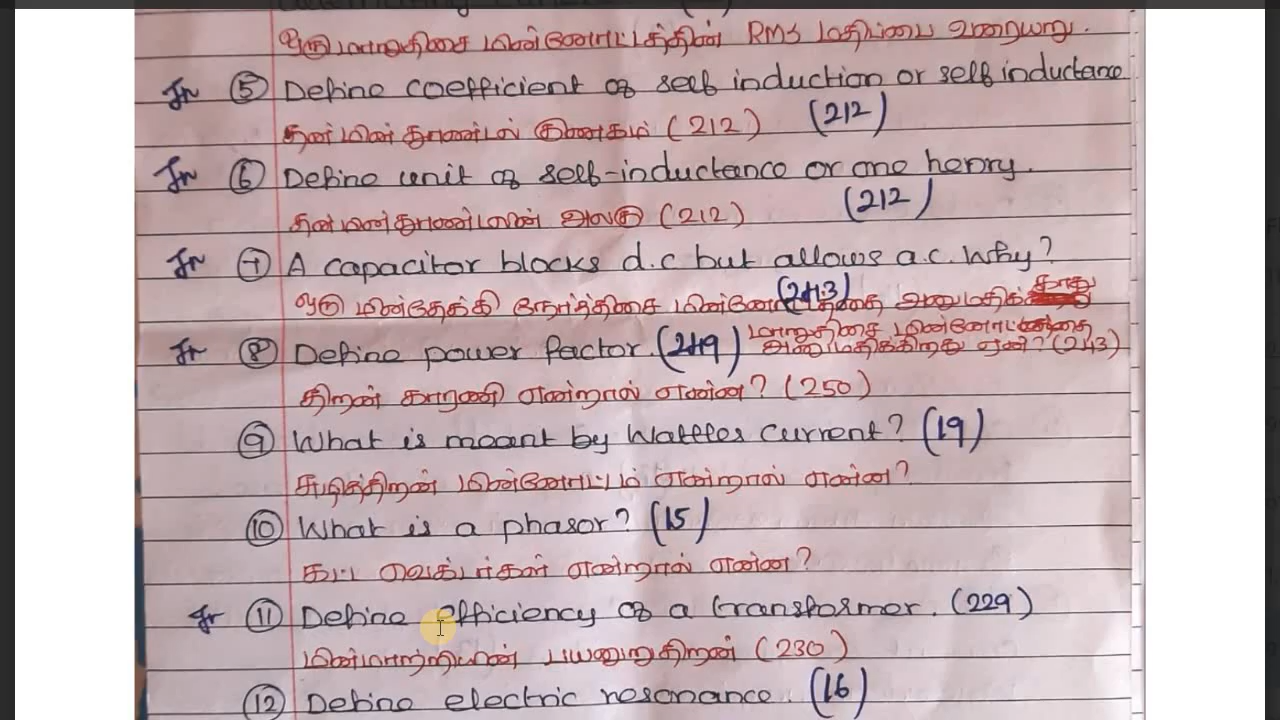 ஒரு மாறுதிசை மின்னோட்டத்தின் RMS மதிப்பை வரையறு.
⑤ Define coefficient of self induction or self inductance
தன் மின் தூண்டல் குணகம் (212) (212)
⑥ Define unit of self-inductance or one henry.
தன் மின்தூண்டலின் அலகு (212) (212)
⑦ A capacitor blocks d.c but allows a.c. Why?
ஒரு மின்தேக்கி நேர்த்திசை அனுமதிக்காது (243)
மாறுதிசை மின்னோட்டத்தை
⑧ Define power factor. (249) அனுமதிக்கிறது ஏன்? (243)
திறன் காரணி என்றால் என்ன? (250)
⑨ What is meant by Wattles current? (19)
சுழித்திறன் மின்னோட்டம் என்றால் என்ன?
⑩ What is a phasor? (15)
கட்ட வெக்டர்கள் என்றால் என்ன?
⑪ Define efficiency of a transformer. (229)
மின்மாற்றியின் பயனுறுதிறன் (230)
⑫ Define electric resonance. (16)